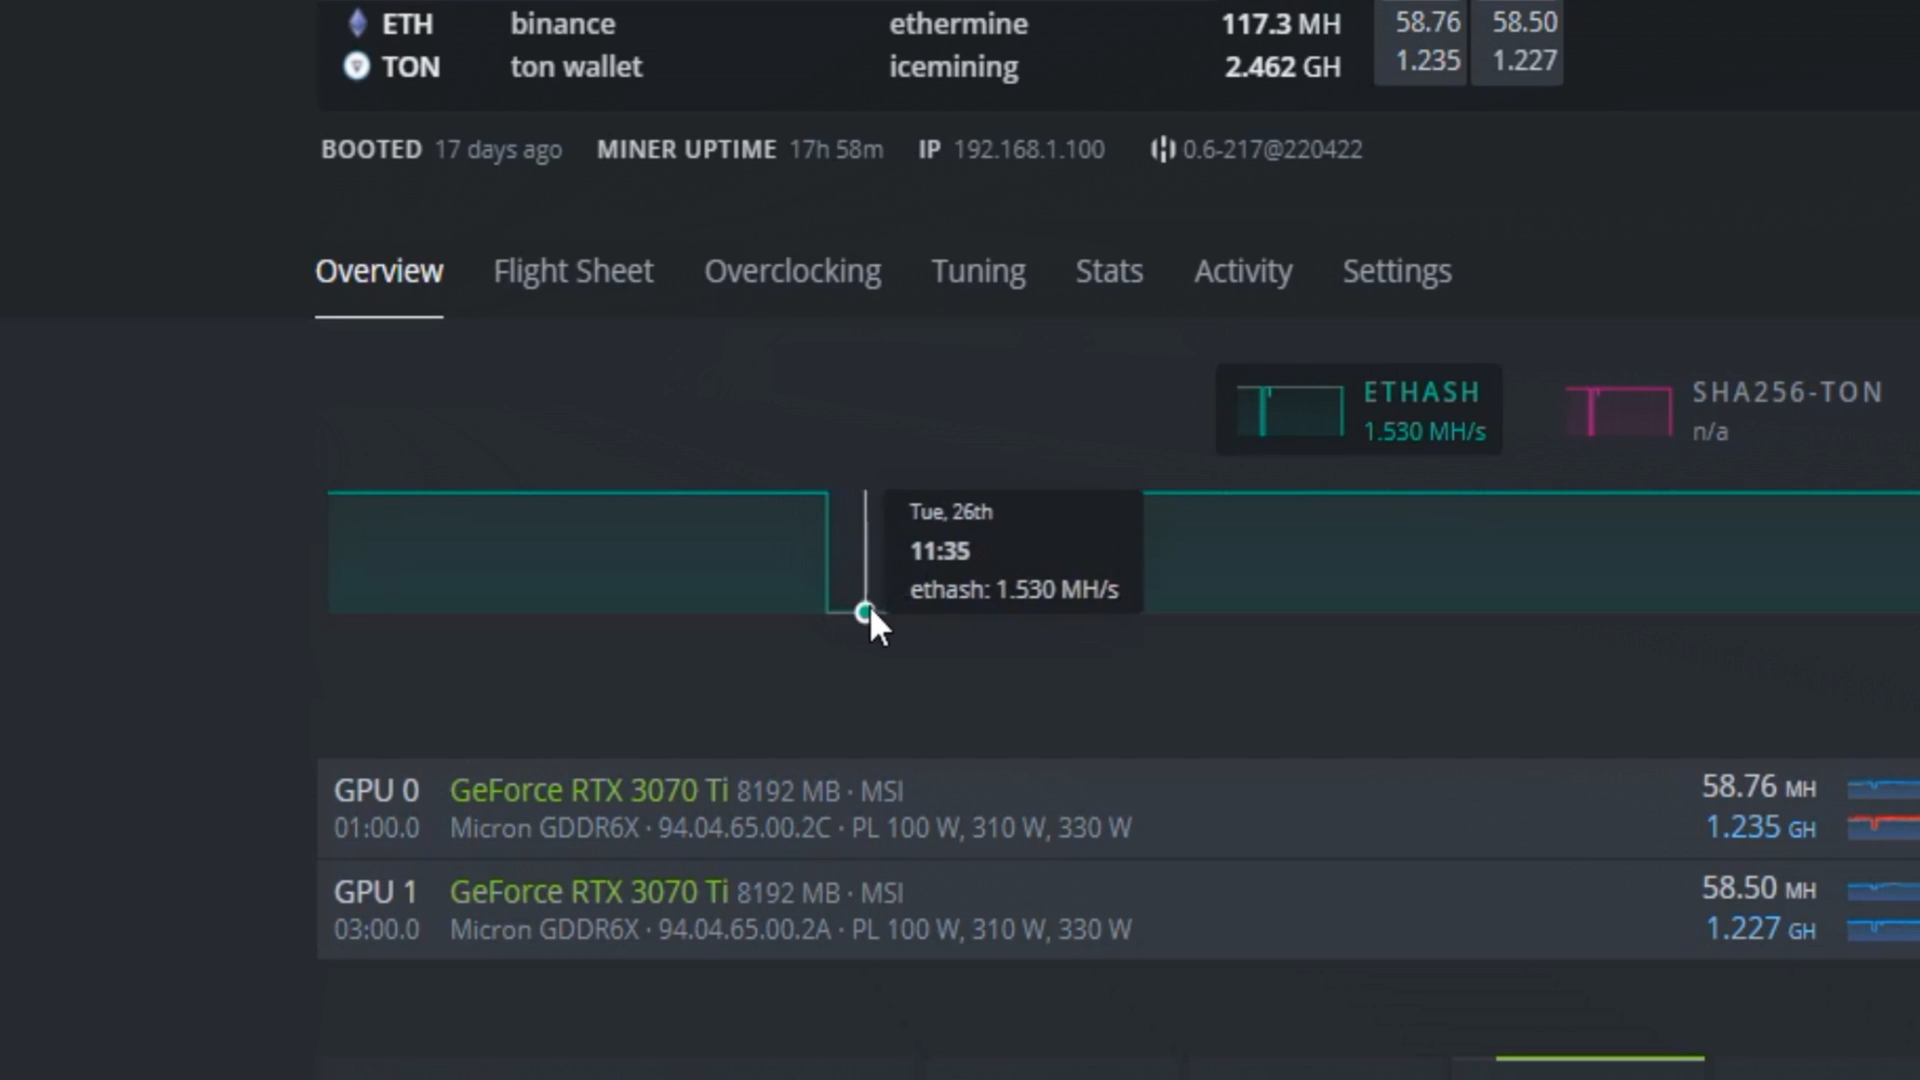 ETH binance ethermine 117.3 MH 58.76 58.50
TON ton wallet icemining 2.462 GH 1.235 1.227
BOOTED 17 days ago MINER UPTIME 17h 58m IP 192.168.1.100 0.6-217@220422
Overview Flight Sheet Overclocking Tuning Stats Activity Settings
ETHASH
1.530 MH/s
SHA256-TON
n/a
Tue, 26th
11:35
ethash: 1.530 MH/s
GPU 0 GeForce RTX 3070 Ti 8192 MB · MSI 58.76 MH
01:00.0 Micron GDDR6X · 94.04.65.00.2C · PL 100 W, 310 W, 330 W 1.235 GH
GPU 1 GeForce RTX 3070 Ti 8192 MB · MSI 58.50 MH
03:00.0 Micron GDDR6X · 94.04.65.00.2A · PL 100 W, 310 W, 330 W 1.227 GH